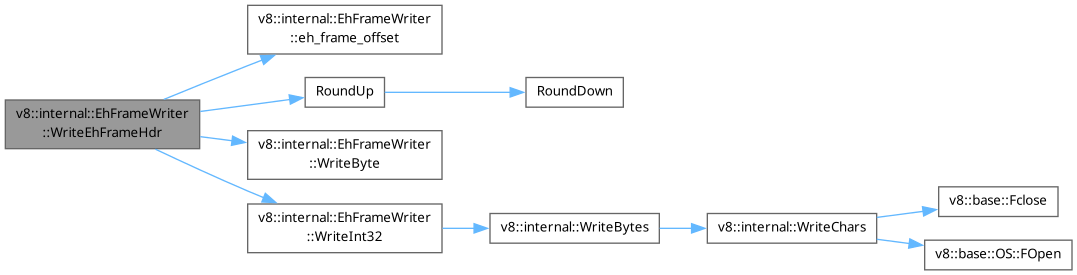 v8::internal::EhFrameWriter
::WriteEhFrameHdr
v8::internal::EhFrameWriter
::eh_frame_offset
RoundUp
RoundDown
v8::internal::EhFrameWriter
::WriteByte
v8::internal::EhFrameWriter
::WriteInt32
v8::internal::WriteBytes
v8::internal::WriteChars
v8::base::Fclose
v8::base::OS::FOpen